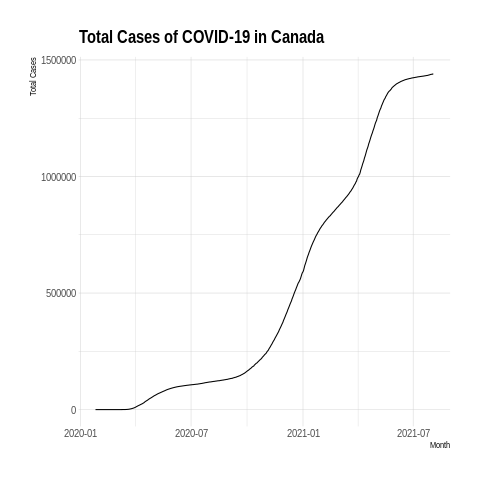 Total Cases of COVID-19 in Canada
Total Cases
1500000
1000000
500000
0
2020-01 2020-07 2021-01 2021-07
Month